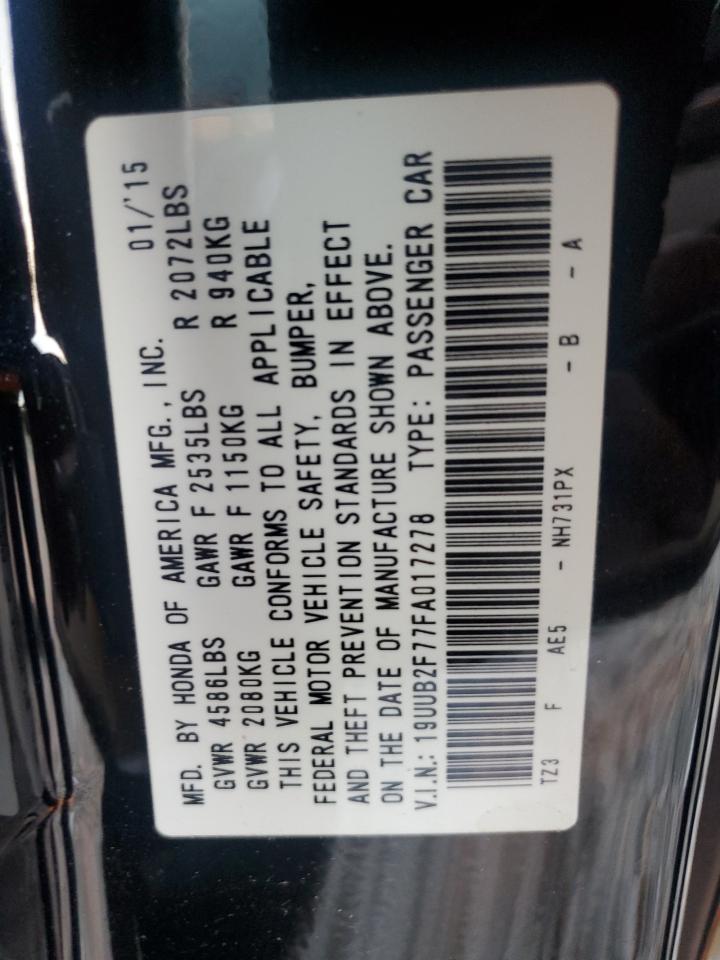 MFD. BY HONDA OF AMERICA MFG., INC. 01/'15
GVWR 4586LBS GAWR F 2535LBS R 2072LBS
GVWR 2080KG GAWR F 1150KG R 940KG
THIS VEHICLE CONFORMS TO ALL APPLICABLE
FEDERAL MOTOR VEHICLE SAFETY, BUMPER,
AND THEFT PREVENTION STANDARDS IN EFFECT
ON THE DATE OF MANUFACTURE SHOWN ABOVE.
V.I.N.: 19UUB2F77FA017278 TYPE: PASSENGER CAR
TZ3 F AE5 - NH731PX - B - A